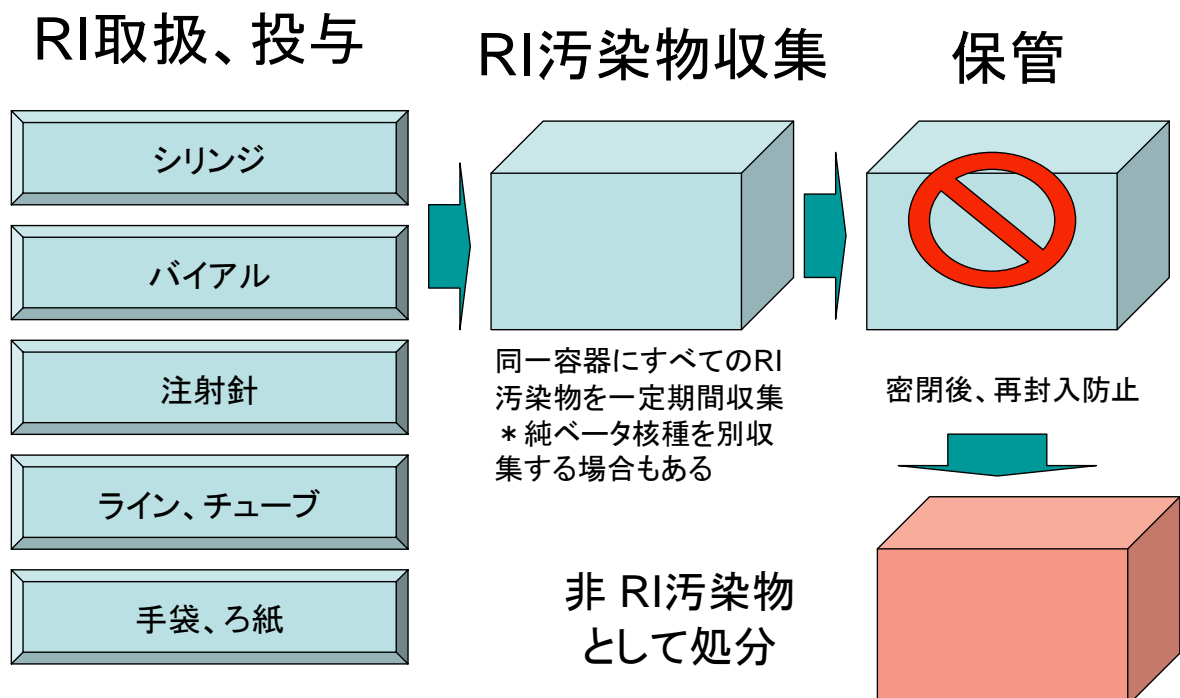 RI取扱、投与
RI汚染物収集
保管
シリンジ
バイアル
注射針
ライン、チューブ
手袋、ろ紙
同一容器にすべてのRI
汚染物を一定期間収集
＊純ベータ核種を別収
集する場合もある
密閉後、再封入防止
非 RI汚染物
として処分